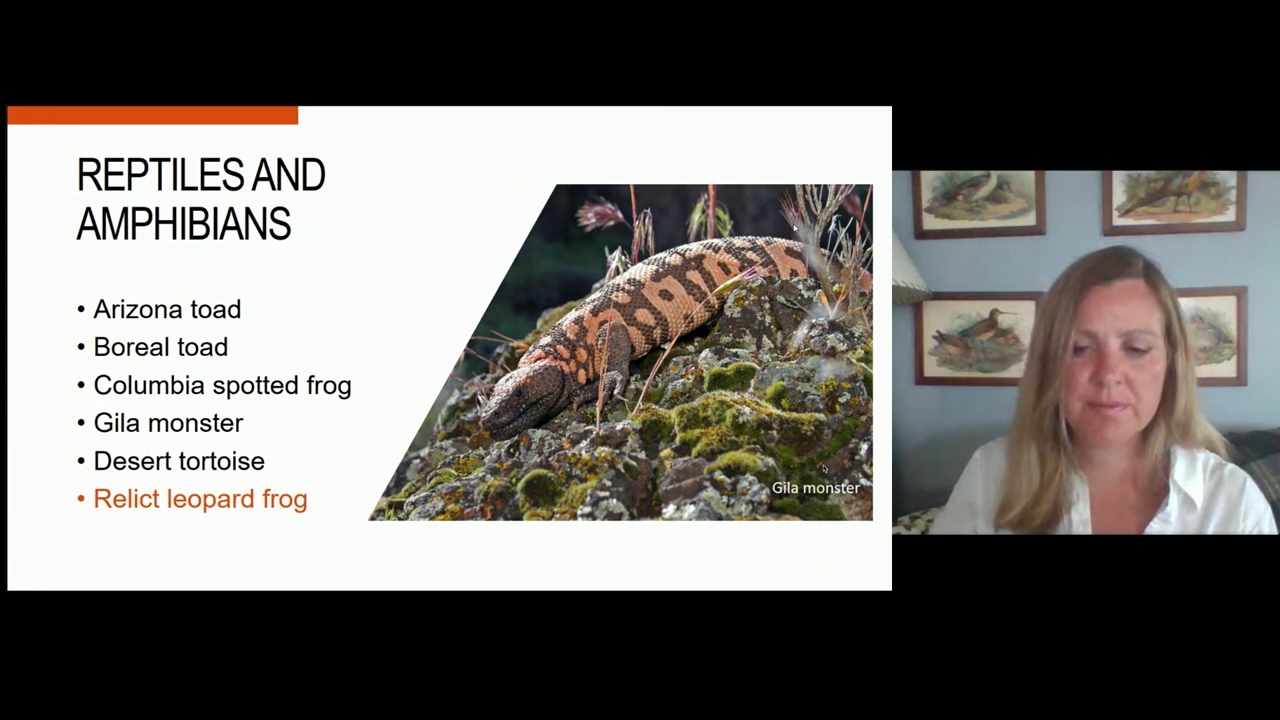 REPTILES AND
AMPHIBIANS
• Arizona toad
• Boreal toad
• Columbia spotted frog
• Gila monster
• Desert tortoise
• Relict leopard frog
Gila monster